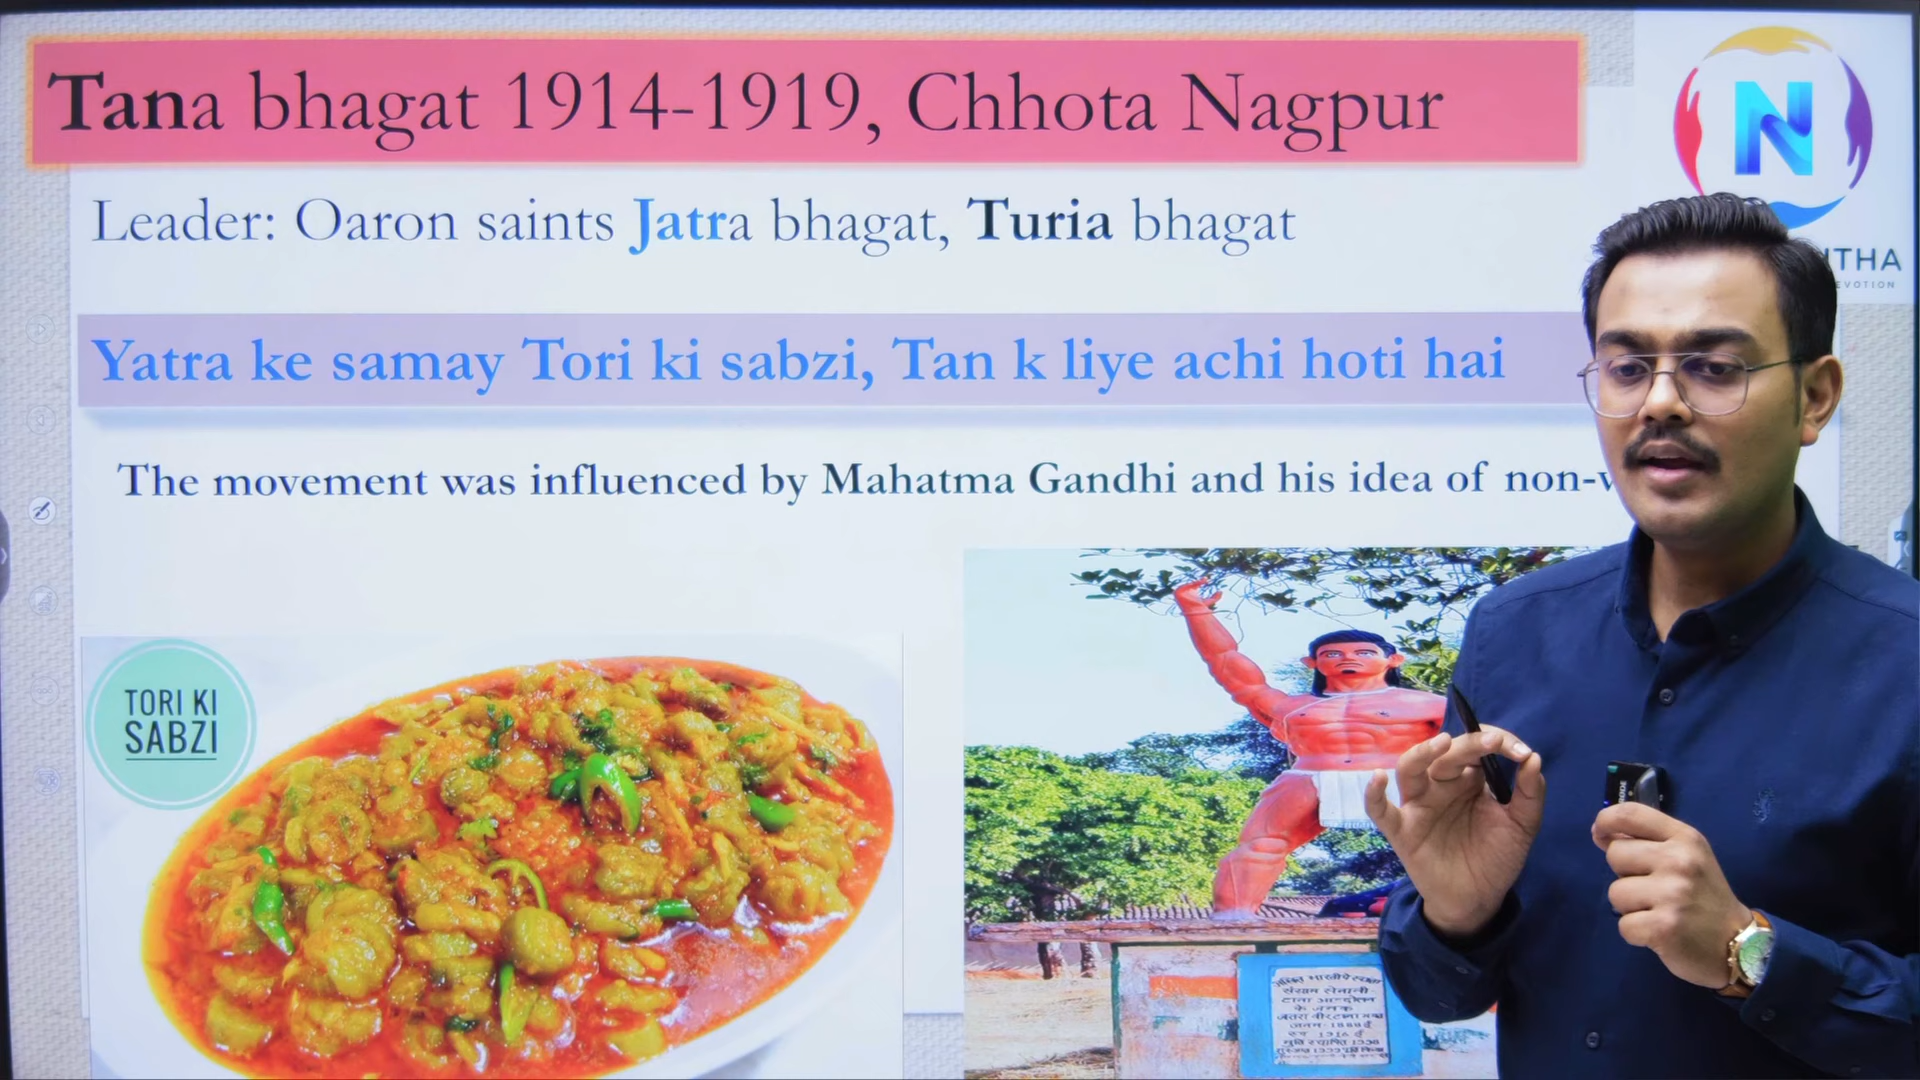 Tana bhagat 1914-1919, Chhota Nagpur
Leader: Oaron saints Jatra bhagat, Turia bhagat
Yatra ke samay Tori ki sabzi, Tan k liye achi hoti hai
The movement was influenced by Mahatma Gandhi and his idea of non-
TORI KI
SABZI
N